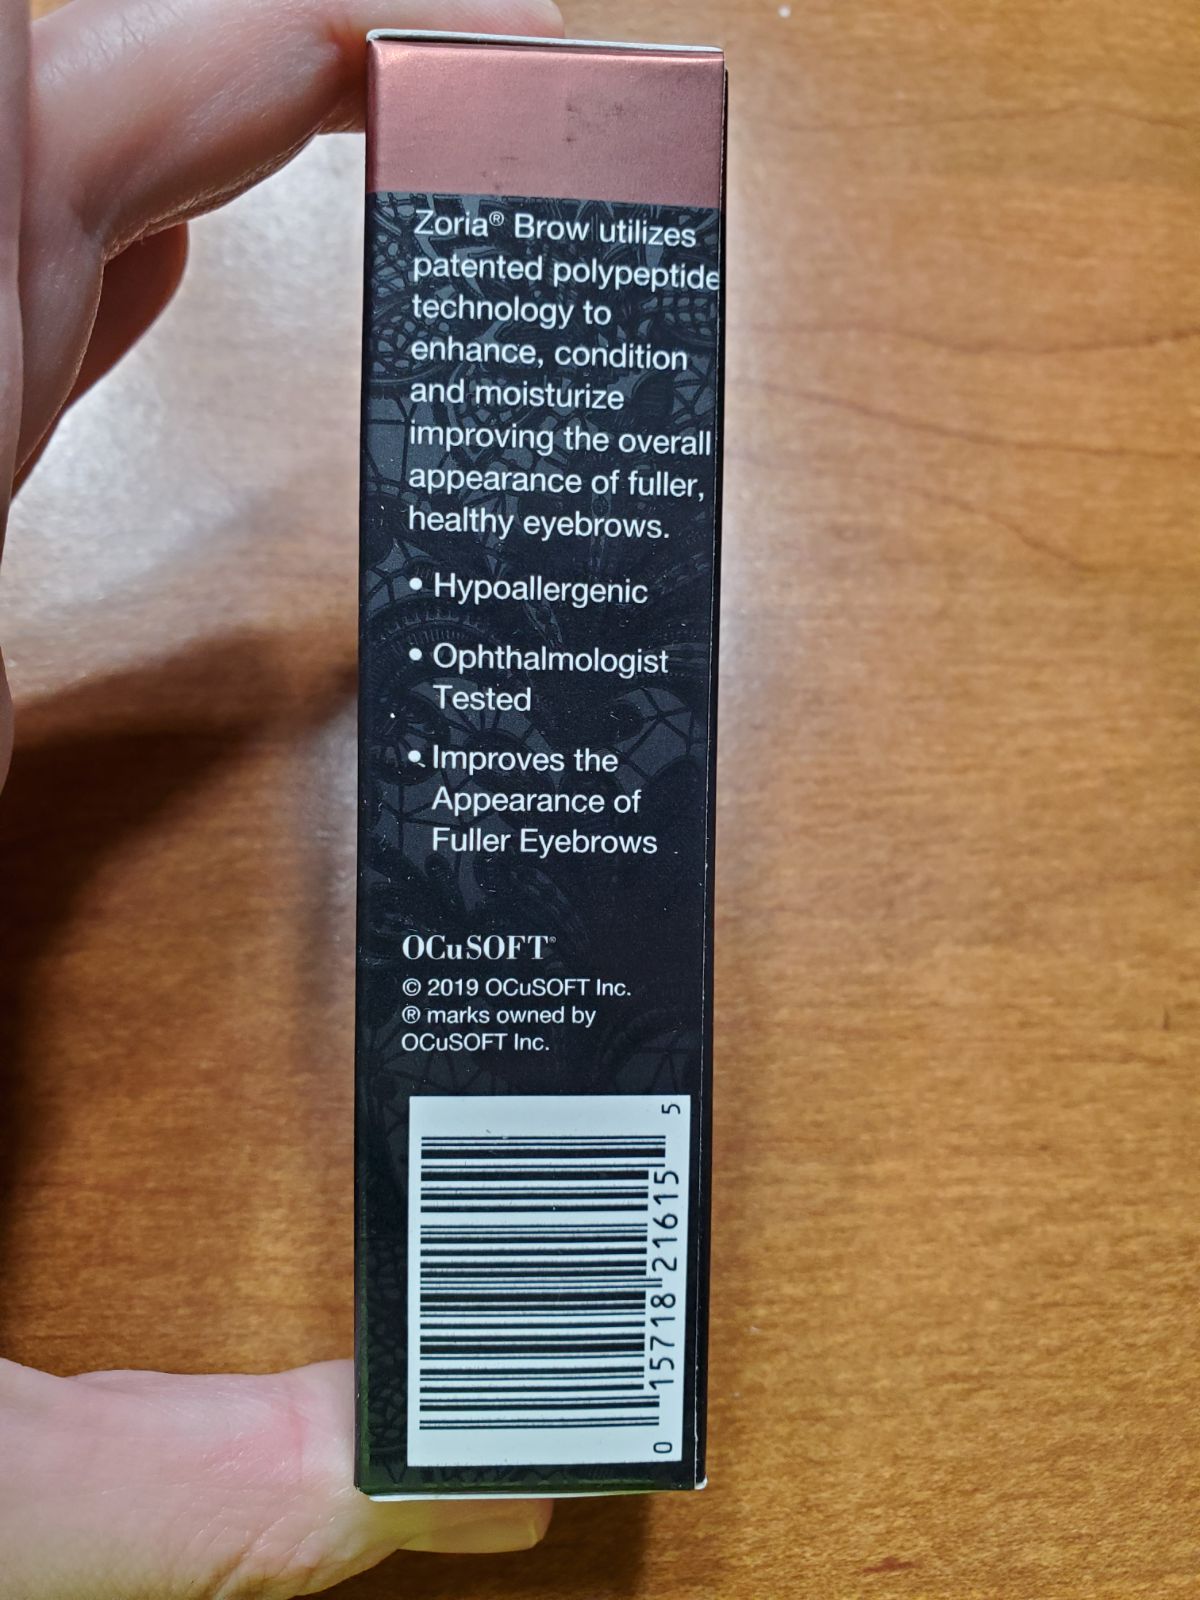 Zoria® Brow utilizes
patented polypeptide
technology to
enhance, condition
and moisturize
improving the overall
appearance of fuller,
healthy eyebrows.
• Hypoallergenic
• Ophthalmologist
Tested
• Improves the
Appearance of
Fuller Eyebrows
OCuSOFT®
© 2019 OCuSOFT Inc.
® marks owned by
OCuSOFT Inc.
0 15718 21615 5